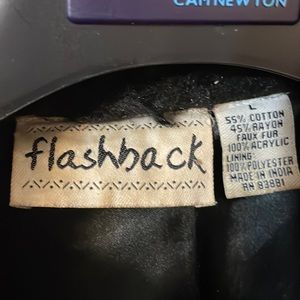 CAM NEWTON
flashback
L
55% COTTON
45% RAYON
FAUX FUR
100% ACRYLIC
LINING
100% POLYESTER
MADE IN INDIA
RN 83881